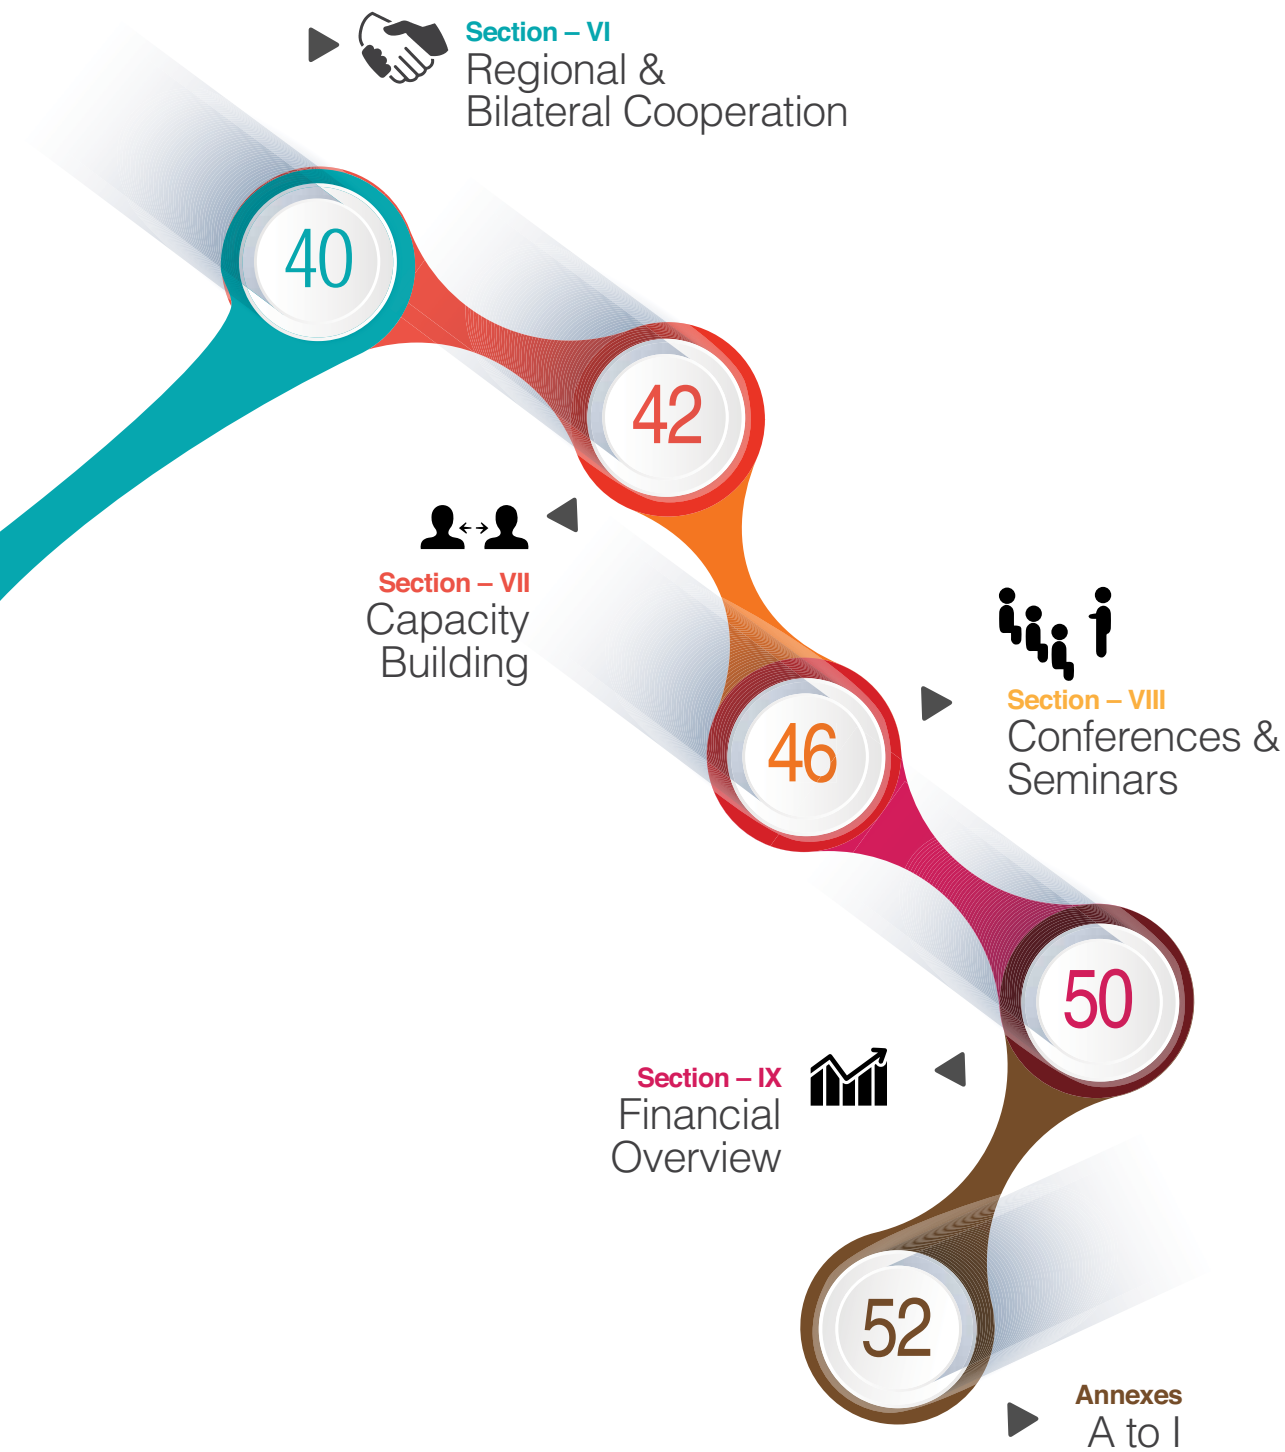 Section – VI
Regional &
Bilateral Cooperation
40
42
Section – VII
Capacity
Building
Section – VIII
Conferences &
Seminars
46
50
Section – IX
Financial
Overview
52
Annexes
A to I